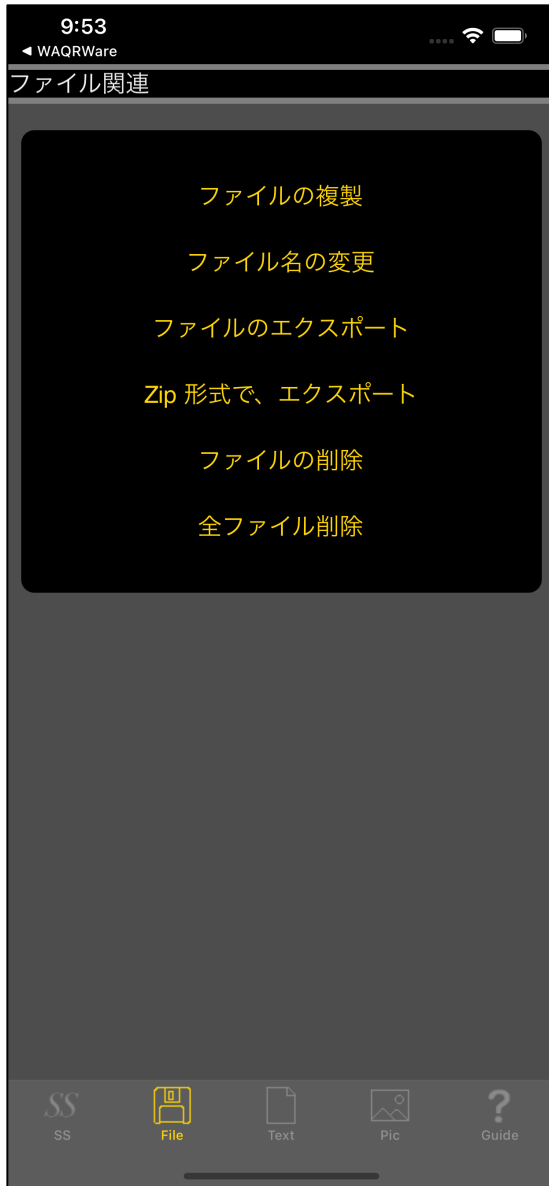 9:53
◀ WAQRWare
ファイル関連
ファイルの複製
ファイル名の変更
ファイルのエクスポート
Zip 形式で、エクスポート
ファイルの削除
全ファイル削除
SS
SS File Text Pic Guide